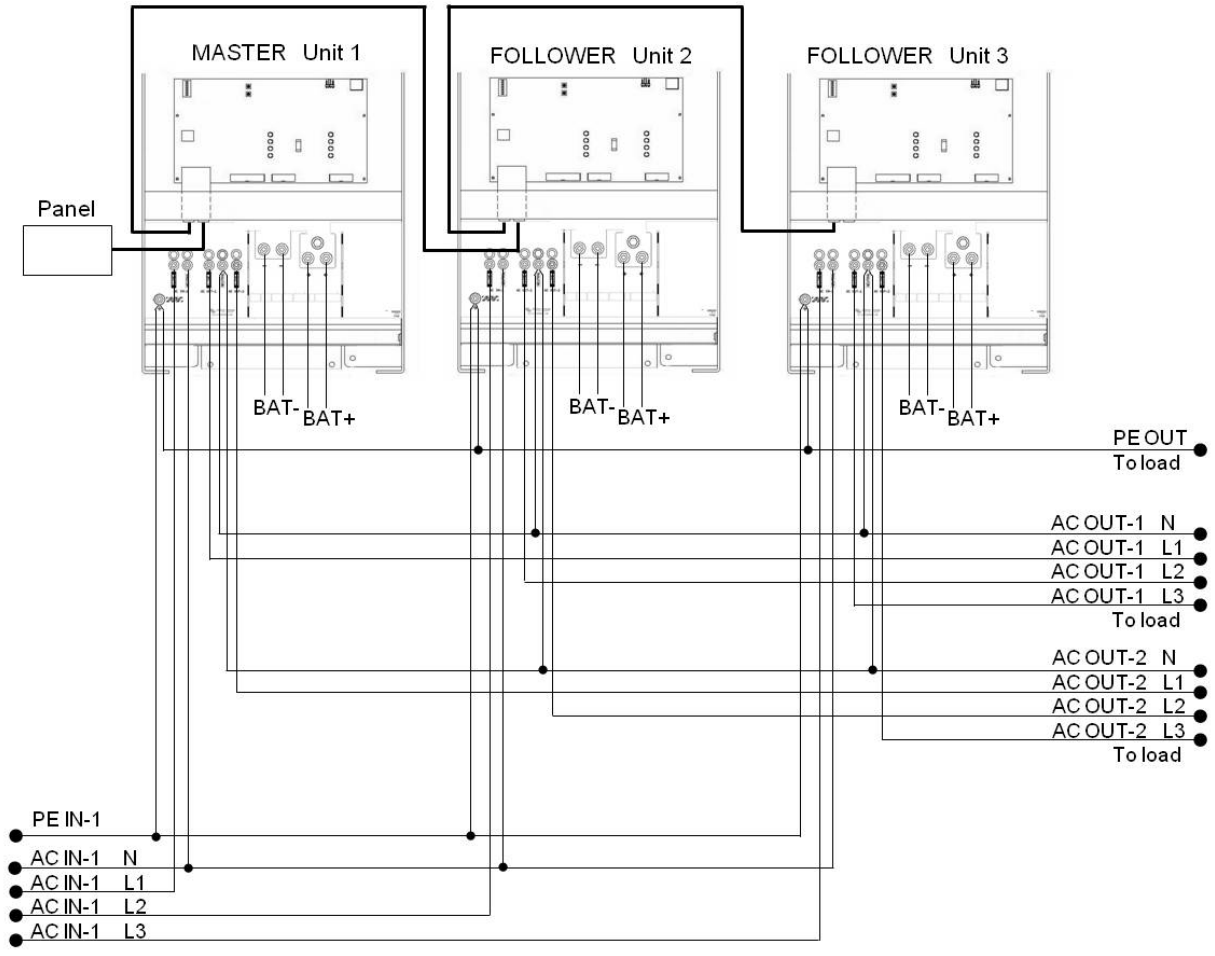 MASTER Unit 1
FOLLOWER Unit 2
FOLLOWER Unit 3
Panel
BAT-
BAT+
BAT-
BAT+
BAT-
BAT+
PE OUT
To load
AC OUT-1 N
AC OUT-1 L1
AC OUT-1 L2
AC OUT-1 L3
To load
AC OUT-2 N
AC OUT-2 L1
AC OUT-2 L2
AC OUT-2 L3
To load
PE IN-1
AC IN-1 N
AC IN-1 L1
AC IN-1 L2
AC IN-1 L3